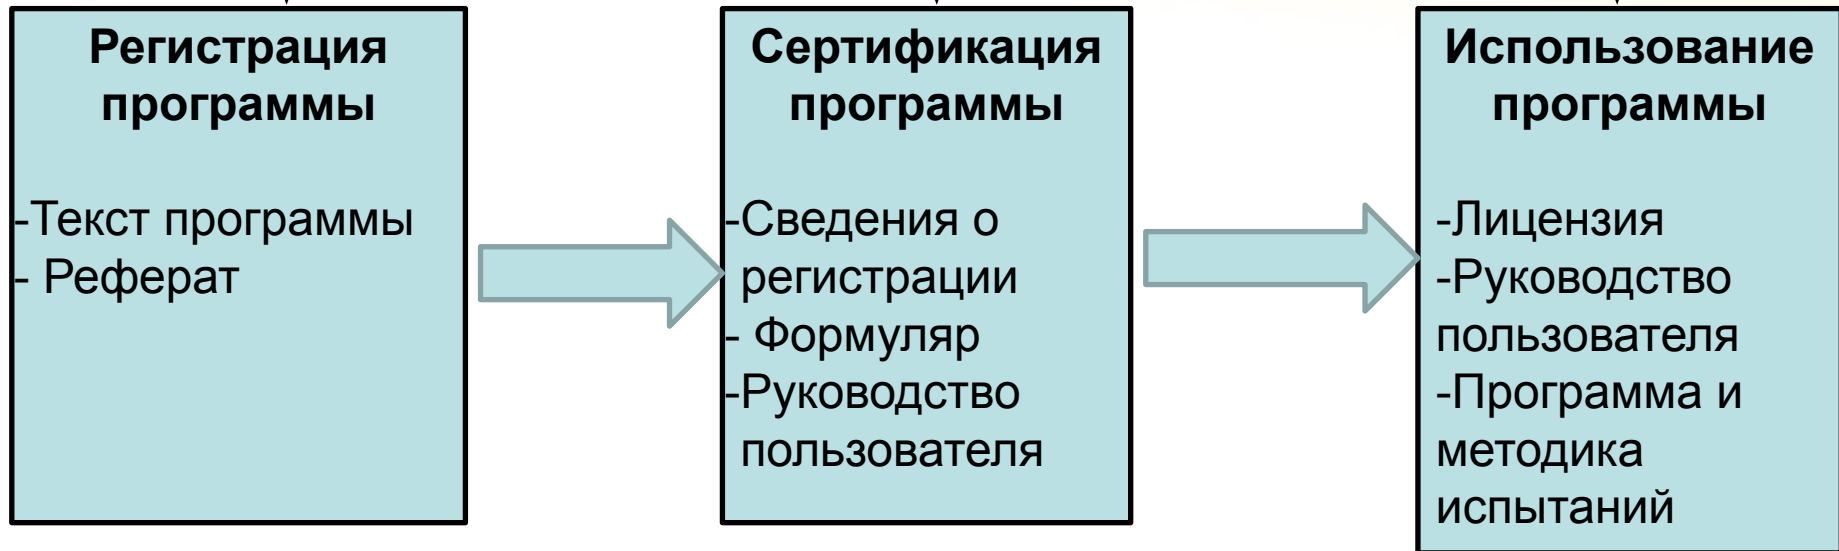 Регистрация
программы
-Текст программы
- Реферат
Сертификация
программы
-Сведения о
регистрации
- Формуляр
-Руководство
пользователя
Использование
программы
-Лицензия
-Руководство
пользователя
-Программа и
методика
испытаний